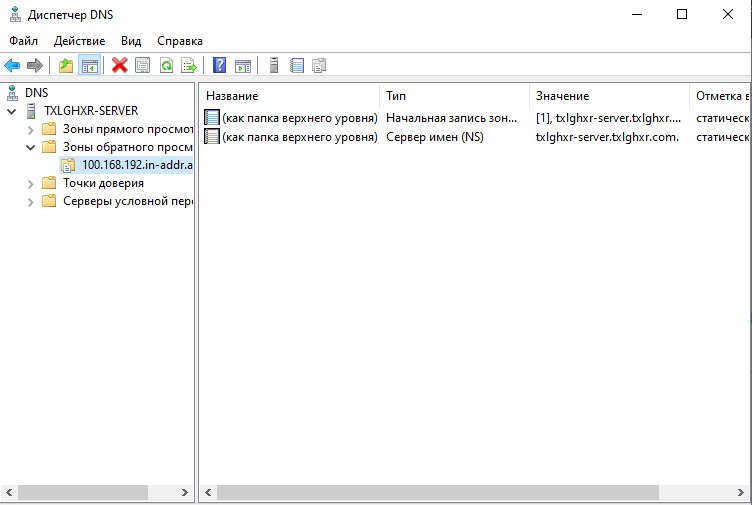 Диспетчер DNS
Файл Действие Вид Справка
DNS
TXLGHXR-SERVER
Зоны прямого просмот
Зоны обратного просм
100.168.192.in-addr.a
Точки доверия
Серверы условной пере
Название Тип Значение Отметка в
(как папка верхнего уровня) Начальная запись зон... [1], txlghxr-server.txlghxr.... статическ
(как папка верхнего уровня) Сервер имен (NS) txlghxr-server.txlghxr.com. статическ